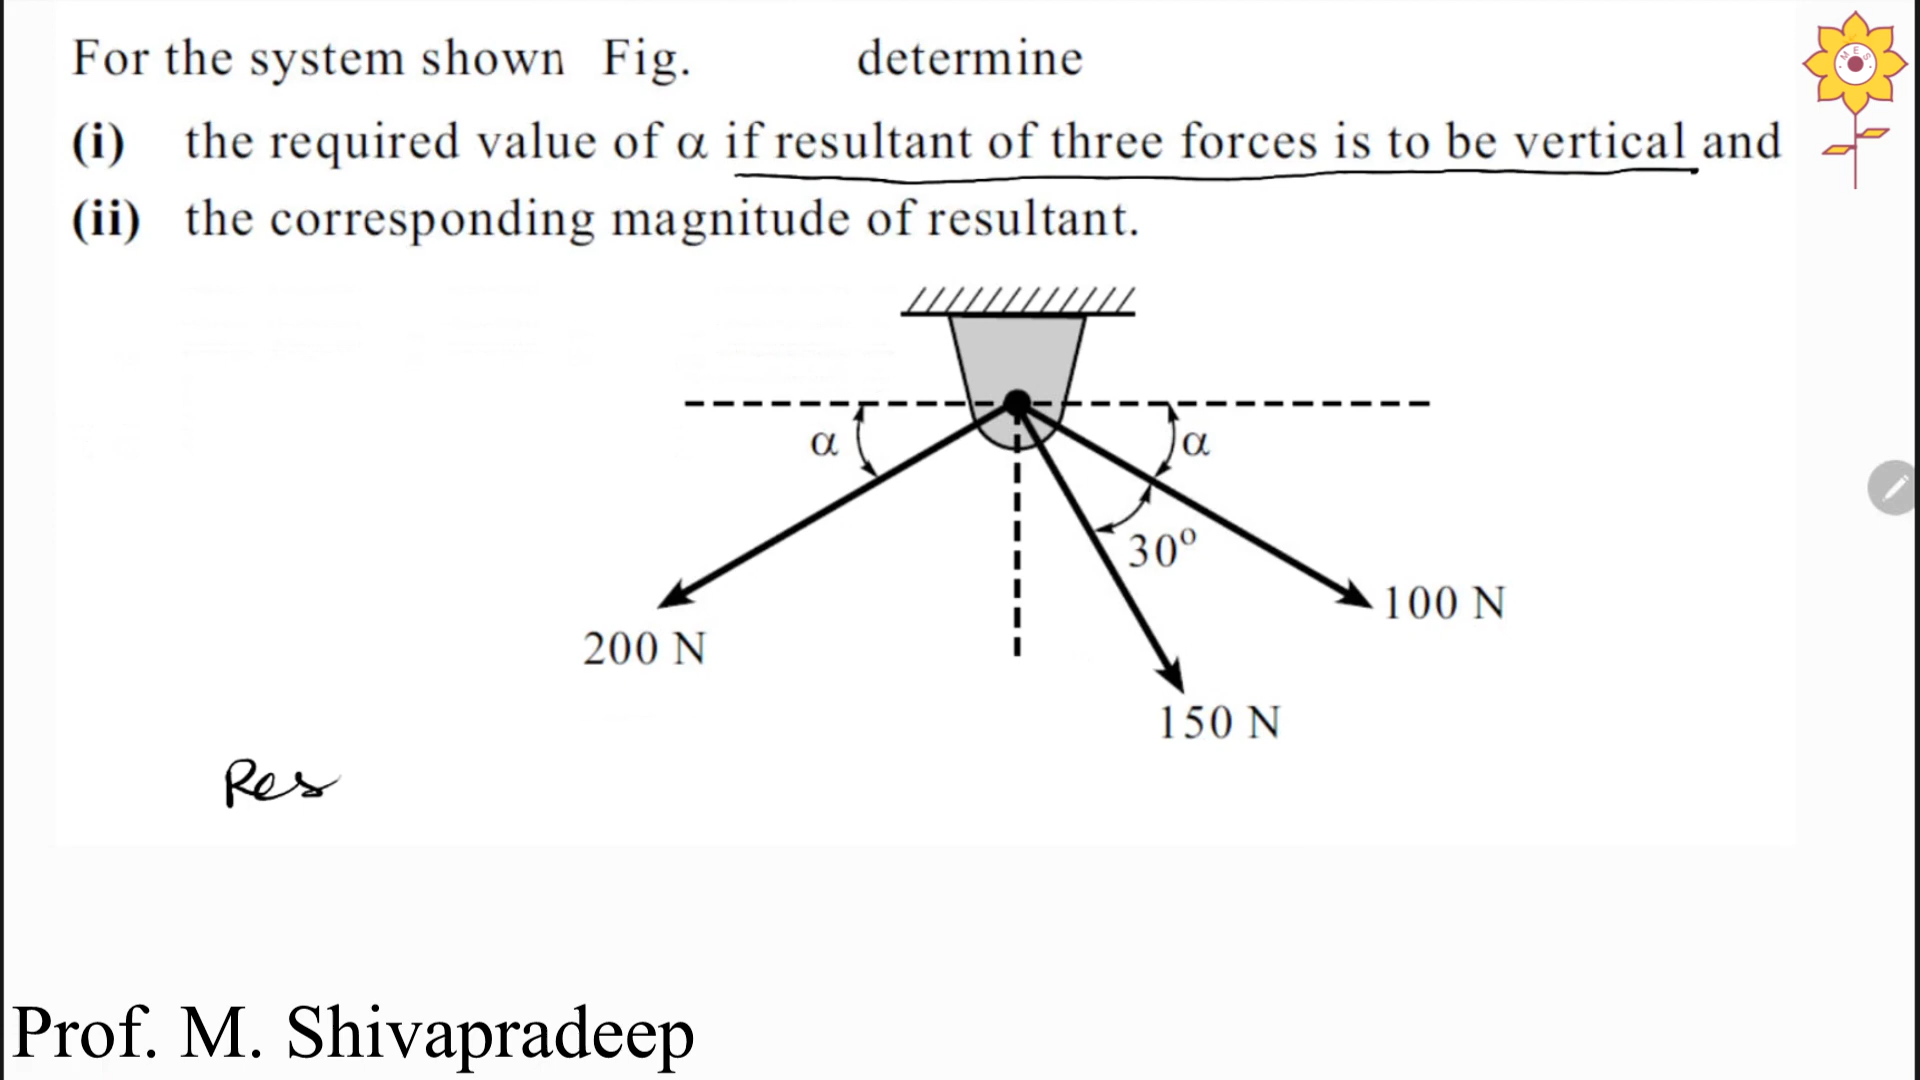 For the system shown Fig. determine
(i) the required value of α if resultant of three forces is to be vertical and
(ii) the corresponding magnitude of resultant.
α
α
30º
100 N
200 N
150 N
Res
Prof. M. Shivapradeep
M E S